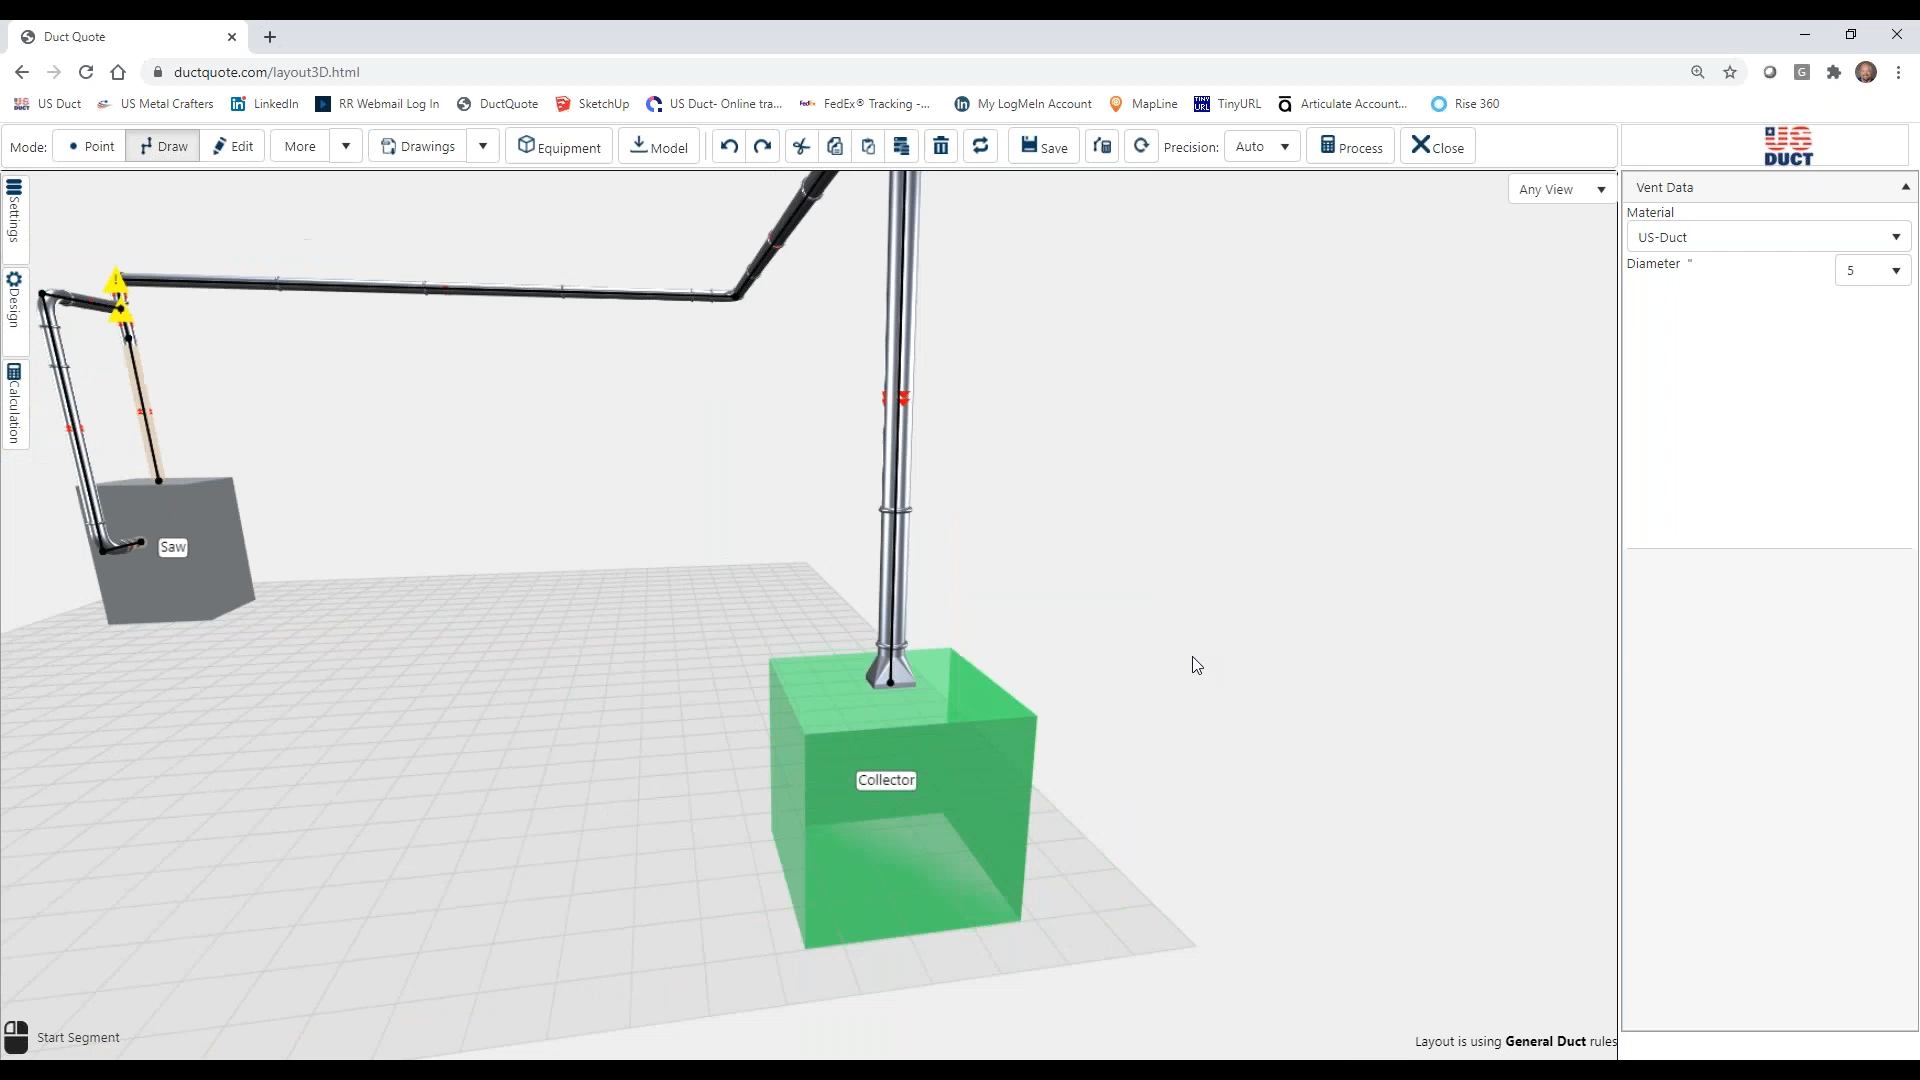 Duct Quote
ductquote.com/layout3D.html
US Duct
US Metal Crafters
LinkedIn
RR Webmail Log In
DuctQuote
SketchUp
US Duct- Online tra...
FedEx® Tracking -...
My LogMeIn Account
MapLine
TinyURL
Articulate Account...
Rise 360
Mode:
Point
Draw
Edit
More
Drawings
Equipment
Model
Save
Precision:
Auto
Process
Close
US
DUCT
Settings
Design
Calculation
Any View
Vent Data
Material
US-Duct
Diameter "
5
Saw
Collector
Start Segment
Layout is using General Duct rules